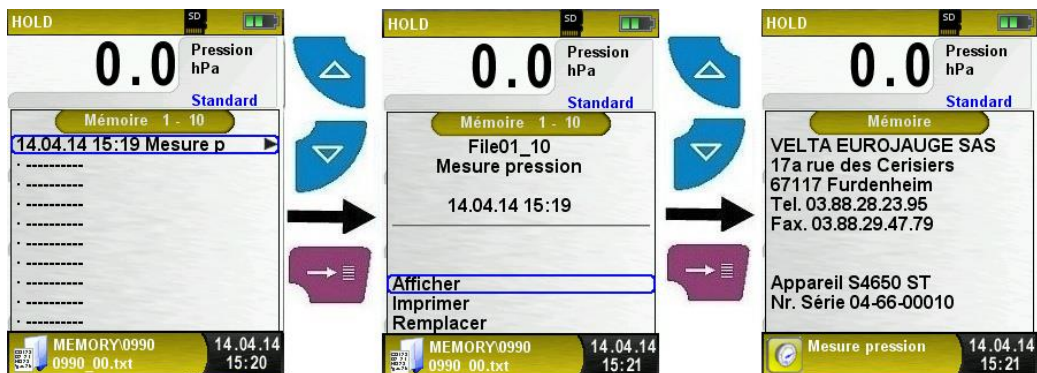 HOLD
SD
0.0
Pression
hPa
Standard
Mémoire 1 - 10
14.04.14 15:19 Mesure p
· ----------
· ----------
· ----------
· ----------
· ----------
· ----------
· ----------
· ----------
· ----------
MEMORY\0990
0990_00.txt
14.04.14
15:20
HOLD
SD
0.0
Pression
hPa
Standard
Mémoire 1 - 10
File01_10
Mesure pression
14.04.14 15:19
Afficher
Imprimer
Remplacer
MEMORY\0990
0990_00.txt
14.04.14
15:21
HOLD
SD
0.0
Pression
hPa
Standard
Mémoire
VELTA EUROJAUGE SAS
17a rue des Cerisiers
67117 Furdenheim
Tel. 03.88.28.23.95
Fax. 03.88.29.47.79
Appareil S4650 ST
Nr. Série 04-66-00010
Mesure pression
14.04.14
15:21